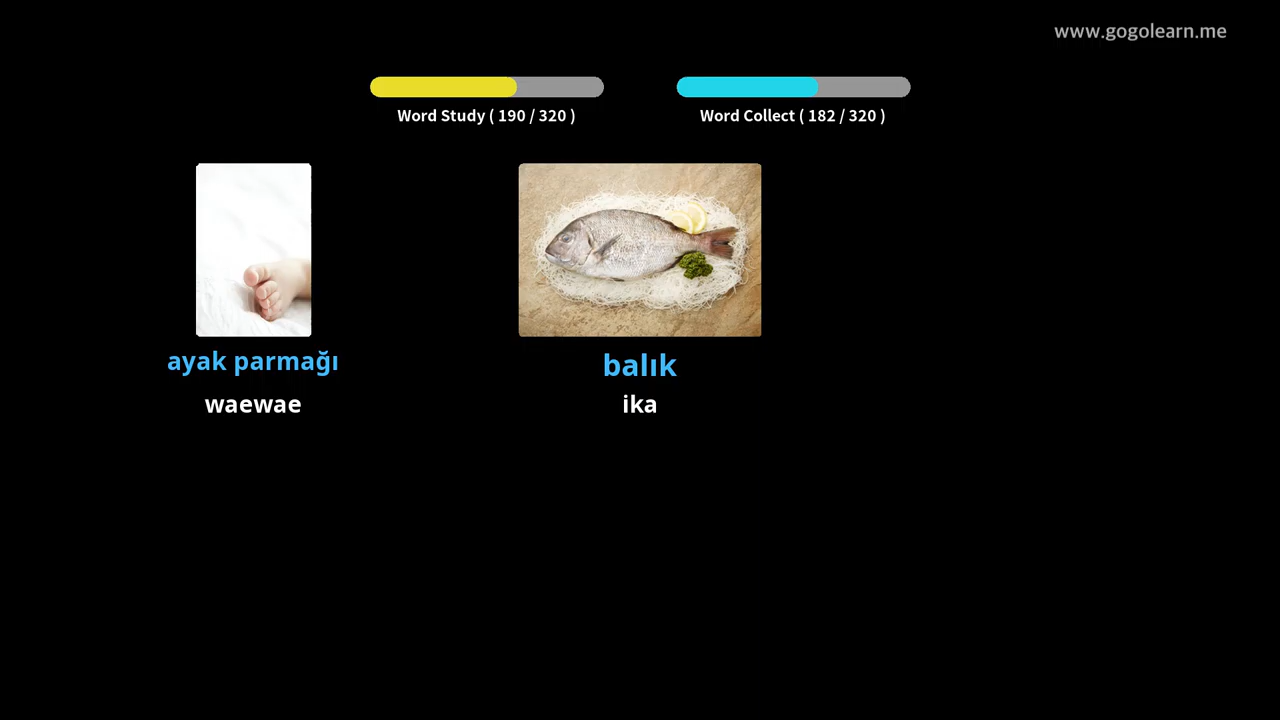 www.gogolearn.me
Word Study ( 190 / 320 )
Word Collect ( 182 / 320 )
ayak parmağı
balık
waewae
ika